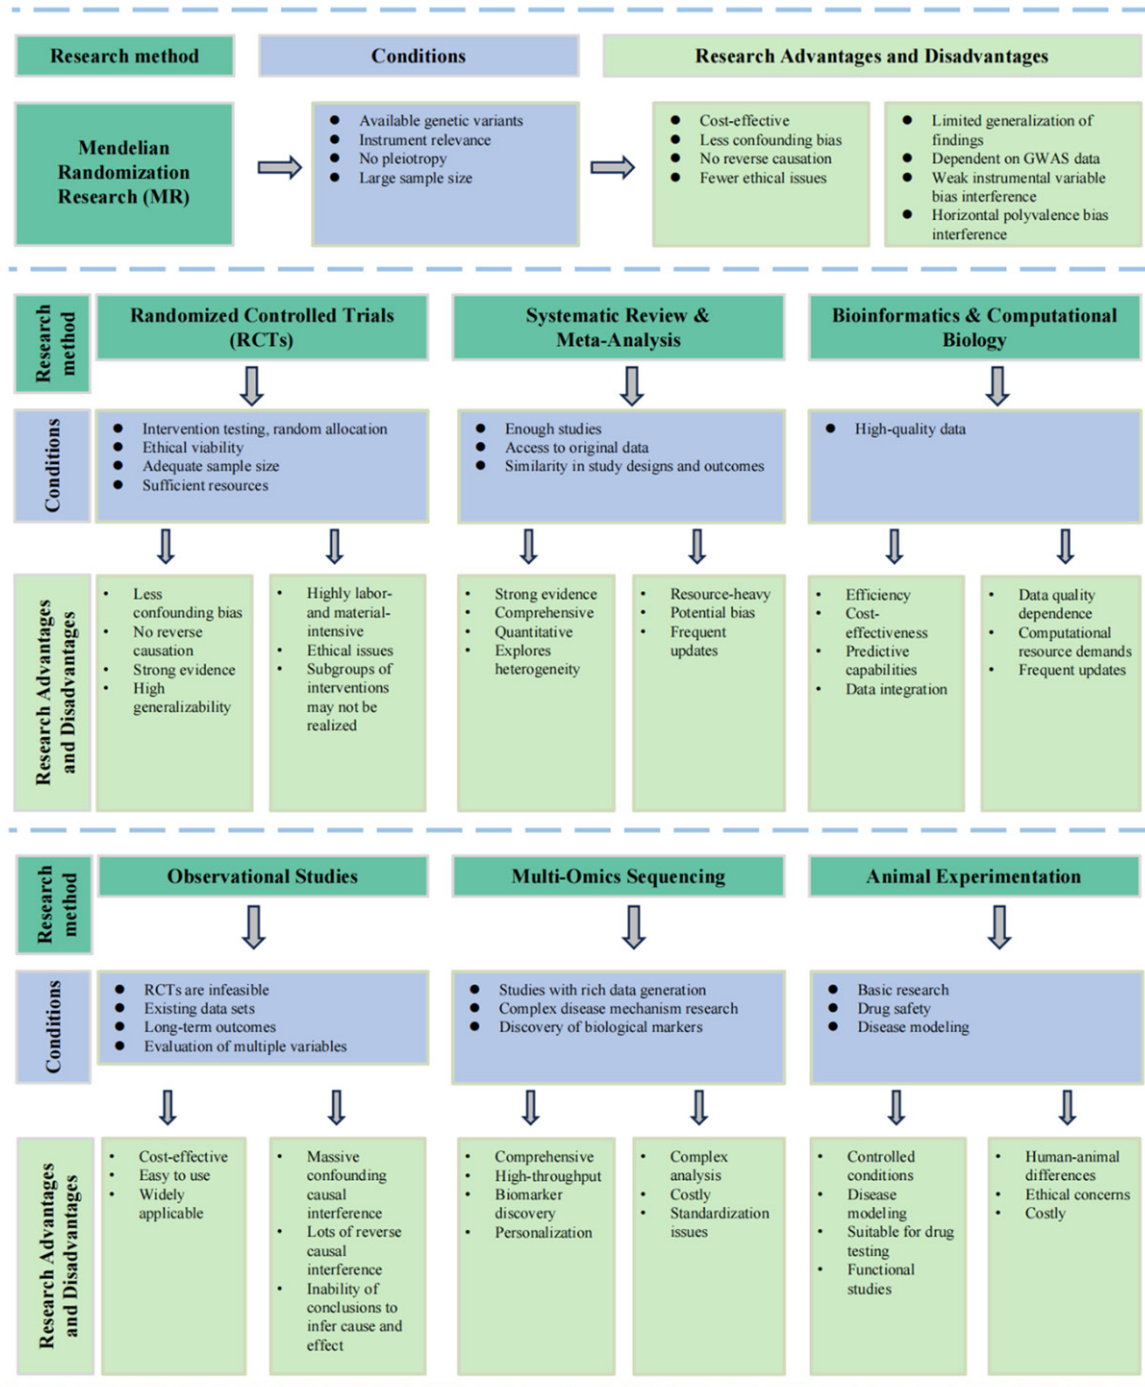 Research method
Conditions
Research Advantages and Disadvantages
Mendelian
Randomization
Research (MR)
● Available genetic variants
● Instrument relevance
● No pleiotropy
● Large sample size
● Cost-effective
● Less confounding bias
● No reverse causation
● Fewer ethical issues
● Limited generalization of
findings
● Dependent on GWAS data
● Weak instrumental variable
bias interference
● Horizontal polyvalence bias
interference
Research
method
Randomized Controlled Trials
(RCTs)
Systematic Review &
Meta-Analysis
Bioinformatics & Computational
Biology
Conditions
● Intervention testing, random allocation
● Ethical viability
● Adequate sample size
● Sufficient resources
● Enough studies
● Access to original data
● Similarity in study designs and outcomes
● High-quality data
Research Advantages
and Disadvantages
• Less
confounding bias
• No reverse
causation
• Strong evidence
• High
generalizability
• Highly labor-
and material-
intensive
• Ethical issues
• Subgroups of
interventions
may not be
realized
• Strong evidence
• Comprehensive
• Quantitative
• Explores
heterogeneity
• Resource-heavy
• Potential bias
• Frequent
updates
• Efficiency
• Cost-
effectiveness
• Predictive
capabilities
• Data integration
• Data quality
dependence
• Computational
resource demands
• Frequent updates
Research
method
Observational Studies
Multi-Omics Sequencing
Animal Experimentation
Conditions
● RCTs are infeasible
● Existing data sets
● Long-term outcomes
● Evaluation of multiple variables
● Studies with rich data generation
● Complex disease mechanism research
● Discovery of biological markers
● Basic research
● Drug safety
● Disease modeling
Research Advantages
and Disadvantages
• Cost-effective
• Easy to use
• Widely
applicable
• Massive
confounding
causal
interference
• Lots of reverse
causal
interference
• Inability of
conclusions to
infer cause and
effect
• Comprehensive
• High-throughput
• Biomarker
discovery
• Personalization
• Complex
analysis
• Costly
• Standardization
issues
• Controlled
conditions
• Disease
modeling
• Suitable for drug
testing
• Functional
studies
• Human-animal
differences
• Ethical concerns
• Costly